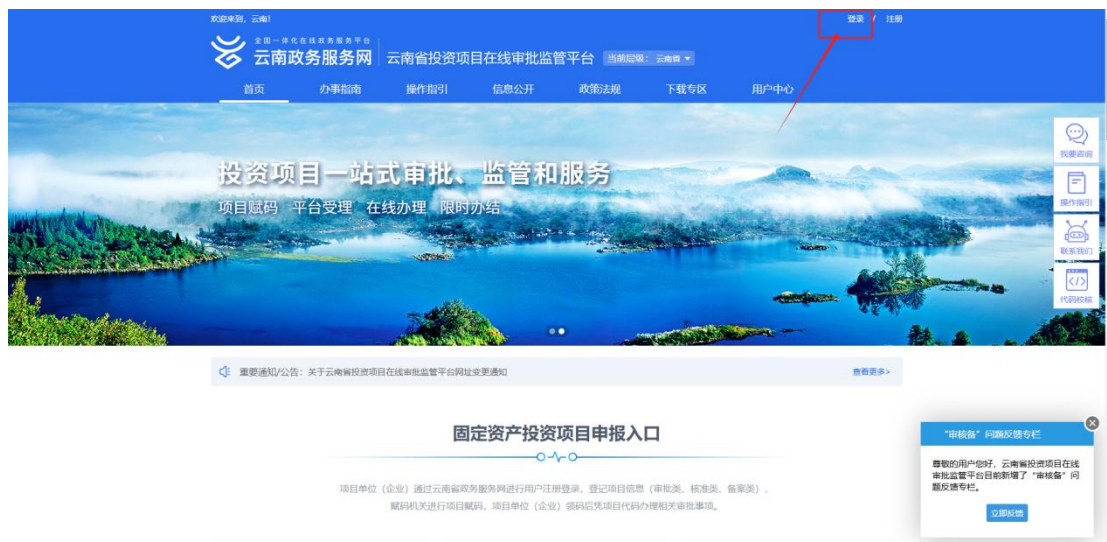 欢迎来到，云南！
登录 / 注册
全国一体化在线政务服务平台
云南政务服务网
云南省投资项目在线审批监管平台
当前层级：云南省
首页 办事指南 操作指引 信息公开 政策法规 下载专区 用户中心
投资项目一站式审批、监管和服务
项目赋码 平台受理 在线办理 限时办结
我要咨询
操作指引
联系我们
代码校核
重要通知/公告：关于云南省投资项目在线审批监管平台网址变更通知
查看更多>
固定资产投资项目申报入口
项目单位（企业）通过云南省政务服务网进行用户注册登录、登记项目信息（审批类、核准类、备案类），
赋码机关进行项目赋码，项目单位（企业）领码后凭项目代码办理相关审批事项。
“审核备”问题反馈专栏
尊敬的用户您好，云南省投资项目在线
审批监管平台目前新增了“审核备”问
题反馈专栏。
立即反馈